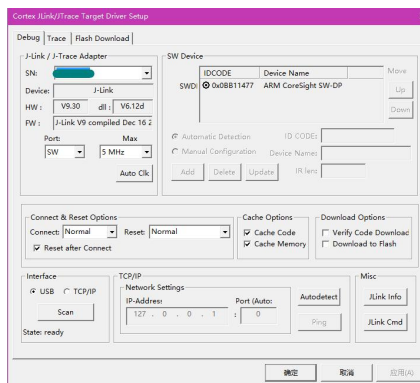 Cortex JLink/JTrace Target Driver Setup
Debug Trace Flash Download
J-Link / J-Trace Adapter
SN:
Device: J-Link
HW : V9.30 dll : V6.12d
FW : J-Link V9 compiled Dec 16 2
Port: Max
SW 5 MHz
Auto Clk
SW Device
IDCODE Device Name Move
SWD 0x0BB11477 ARM CoreSight SW-DP Up
Down
Automatic Detection ID CODE:
Manual Configuration Device Name:
Add Delete Update IR len:
Connect & Reset Options
Connect: Normal Reset: Normal
Reset after Connect
Cache Options
Cache Code
Cache Memory
Download Options
Verify Code Download
Download to Flash
Interface
USB TCP/IP
Scan
State: ready
TCP/IP
Network Settings
IP-Address: Port (Auto:
127 . 0 . 0 . 1 : 0
Autodetect
Ping
Misc
JLink Info
JLink Cmd
确定 取消 应用(A)